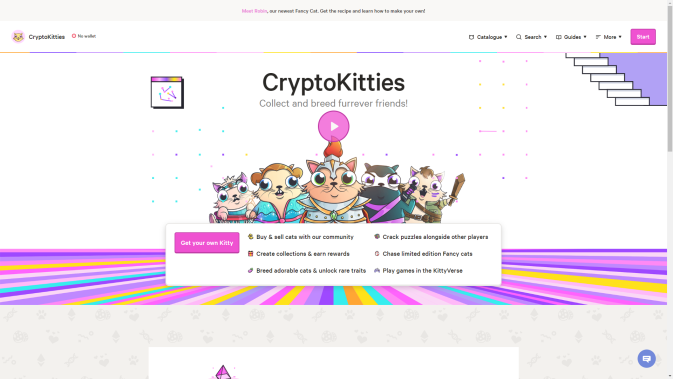 Meet Robin, our newest Fancy Cat. Get the recipe and learn how to make your own!
CryptoKitties
No wallet
Catalogue
Search
Guides
More
Start
CryptoKitties
Collect and breed furrever friends!
Get your own Kitty
Buy & sell cats with our community
Create collections & earn rewards
Breed adorable cats & unlock rare traits
Crack puzzles alongside other players
Chase limited edition Fancy cats
Play games in the KittyVerse